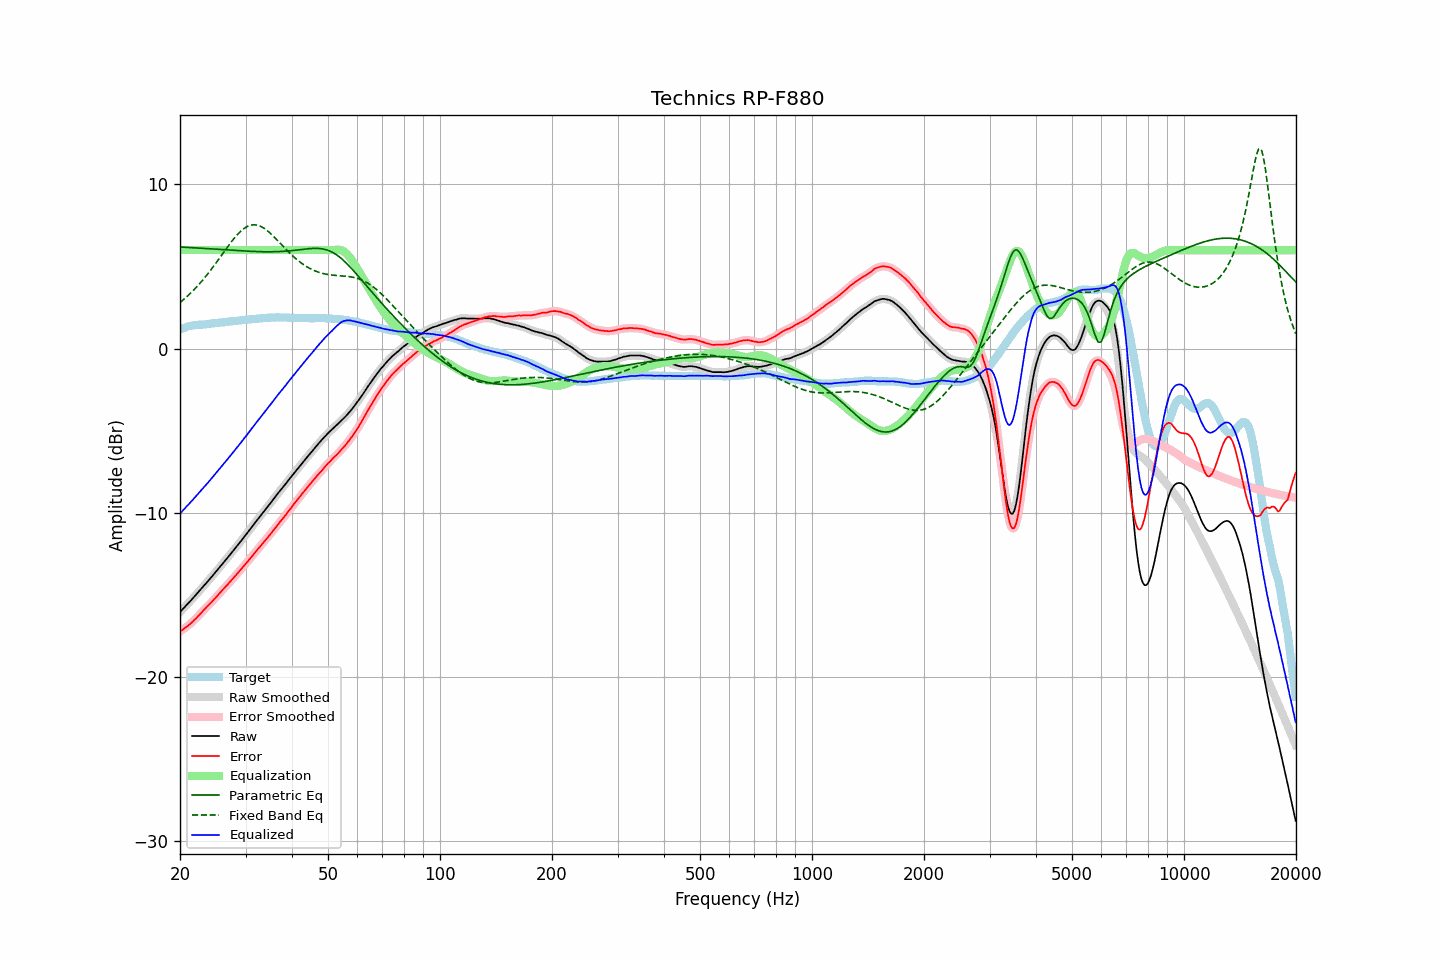 Technics RP-F880
Amplitude (dBr)
10
0
−10
−20
−30
Target
Raw Smoothed
Error Smoothed
Raw
Error
Equalization
Parametric Eq
Fixed Band Eq
Equalized
20 50 100 200 500 1000 2000 5000 10000 20000
Frequency (Hz)